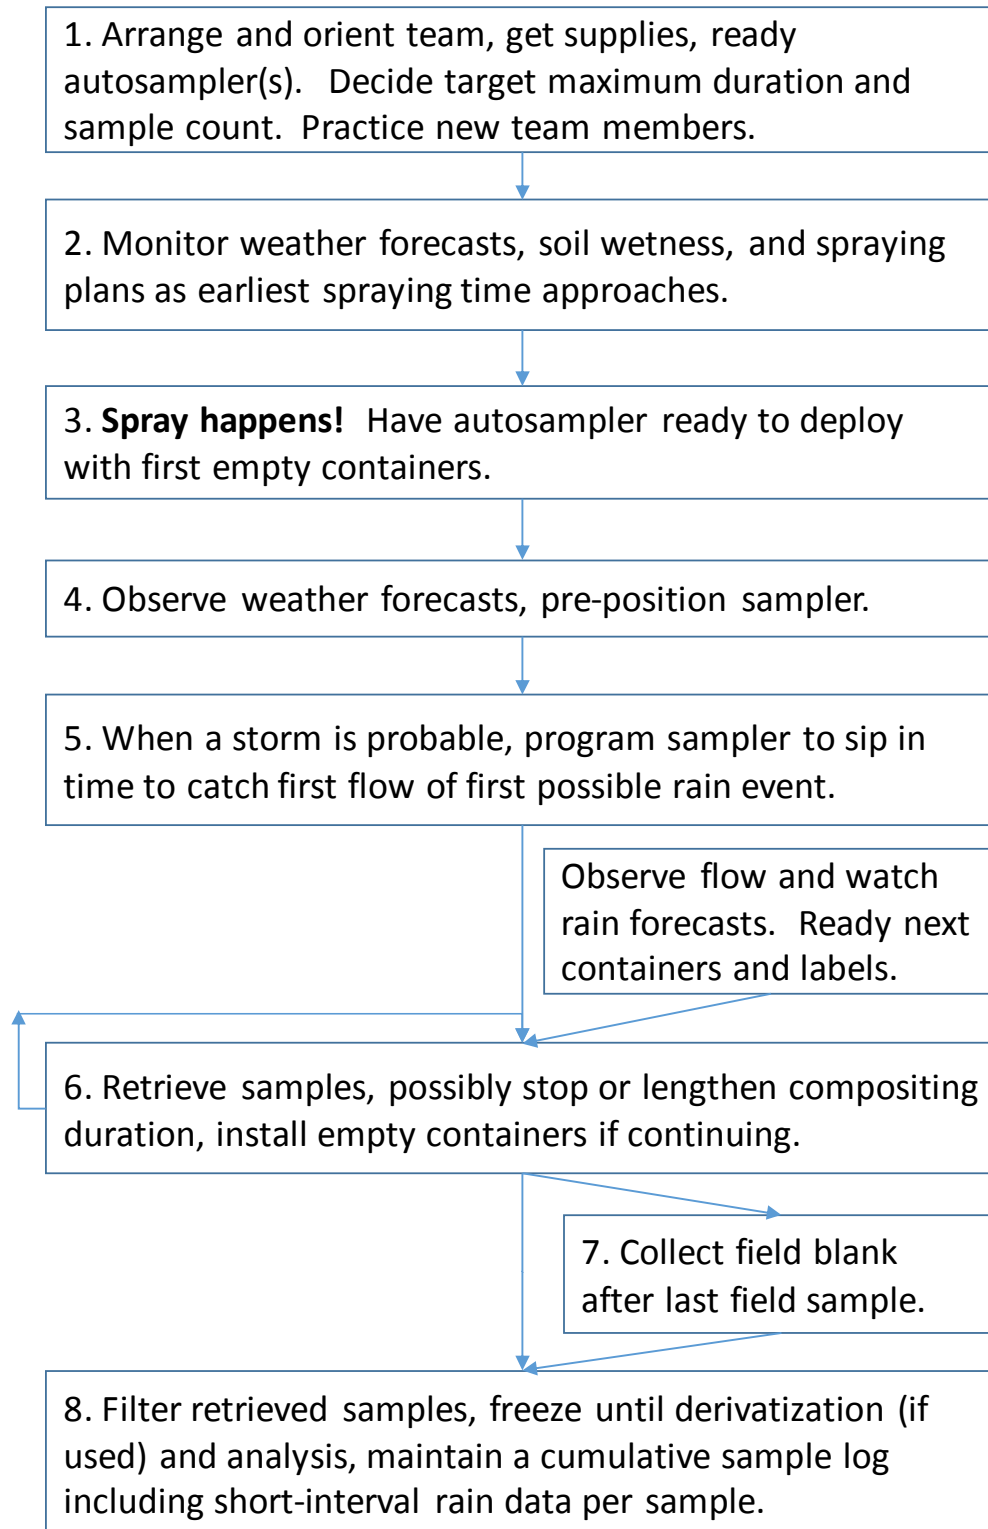 1. Arrange and orient team, get supplies, ready
autosampler(s).  Decide target maximum duration and
sample count.  Practice new team members.
2. Monitor weather forecasts, soil wetness, and spraying
plans as earliest spraying time approaches.
3. Spray happens!  Have autosampler ready to deploy
with first empty containers.
4. Observe weather forecasts, pre-position sampler.
5. When a storm is probable, program sampler to sip in
time to catch first flow of first possible rain event.
Observe flow and watch
rain forecasts.  Ready next
containers and labels.
6. Retrieve samples, possibly stop or lengthen compositing
duration, install empty containers if continuing.
7. Collect field blank
after last field sample.
8. Filter retrieved samples, freeze until derivatization (if
used) and analysis, maintain a cumulative sample log
including short-interval rain data per sample.